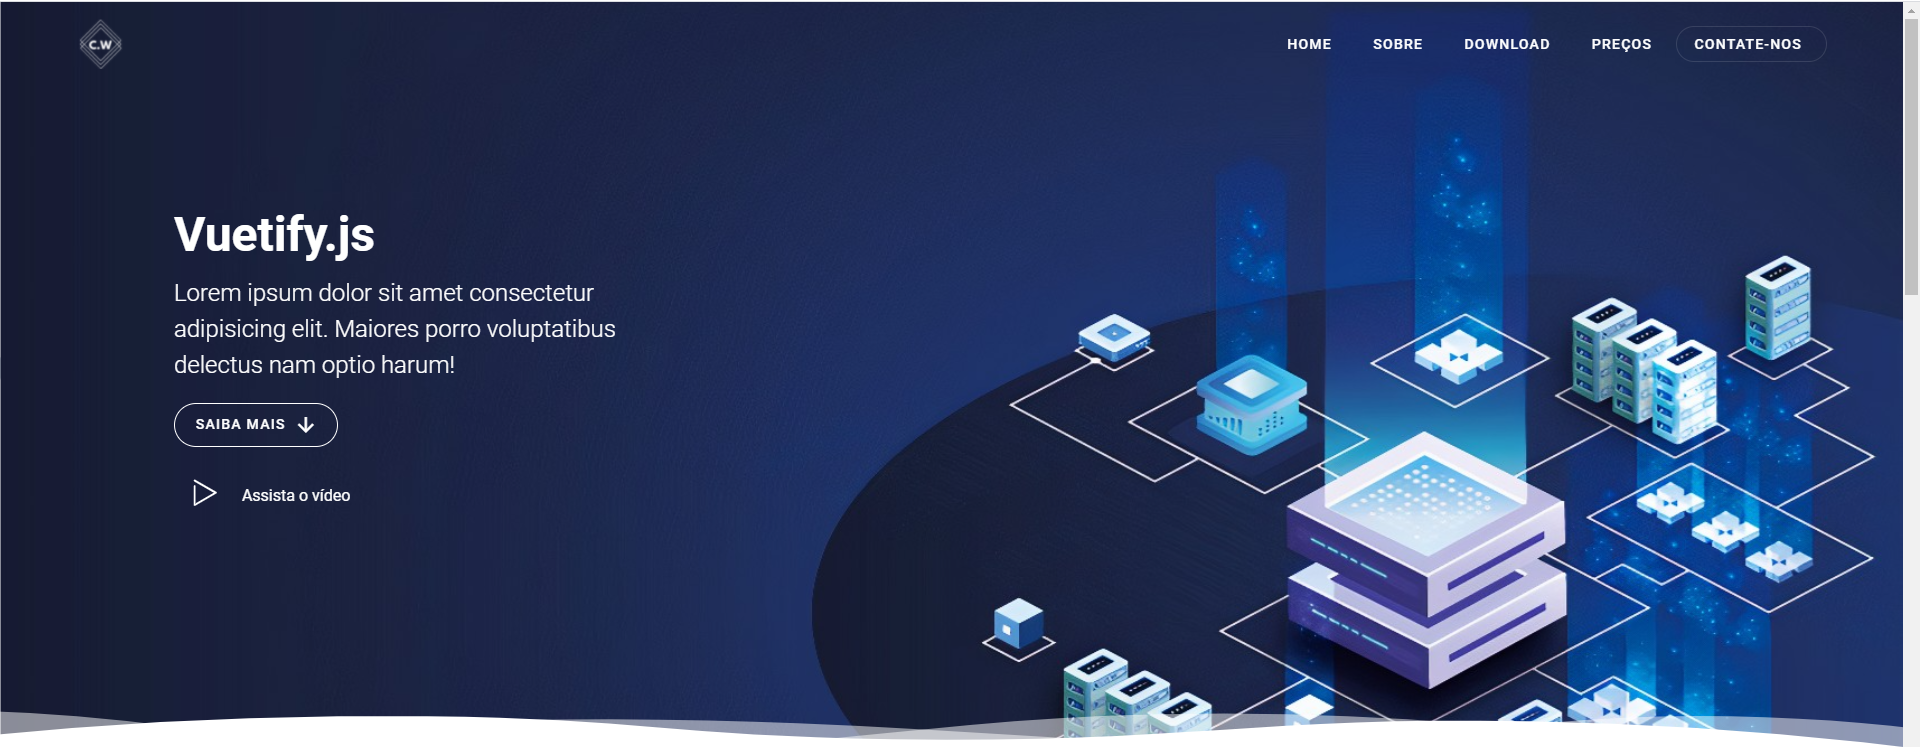 C.W
HOME SOBRE DOWNLOAD PREÇOS CONTATE-NOS
Vuetify.js
Lorem ipsum dolor sit amet consectetur
adipisicing elit. Maiores porro voluptatibus
delectus nam optio harum!
SAIBA MAIS
Assista o vídeo